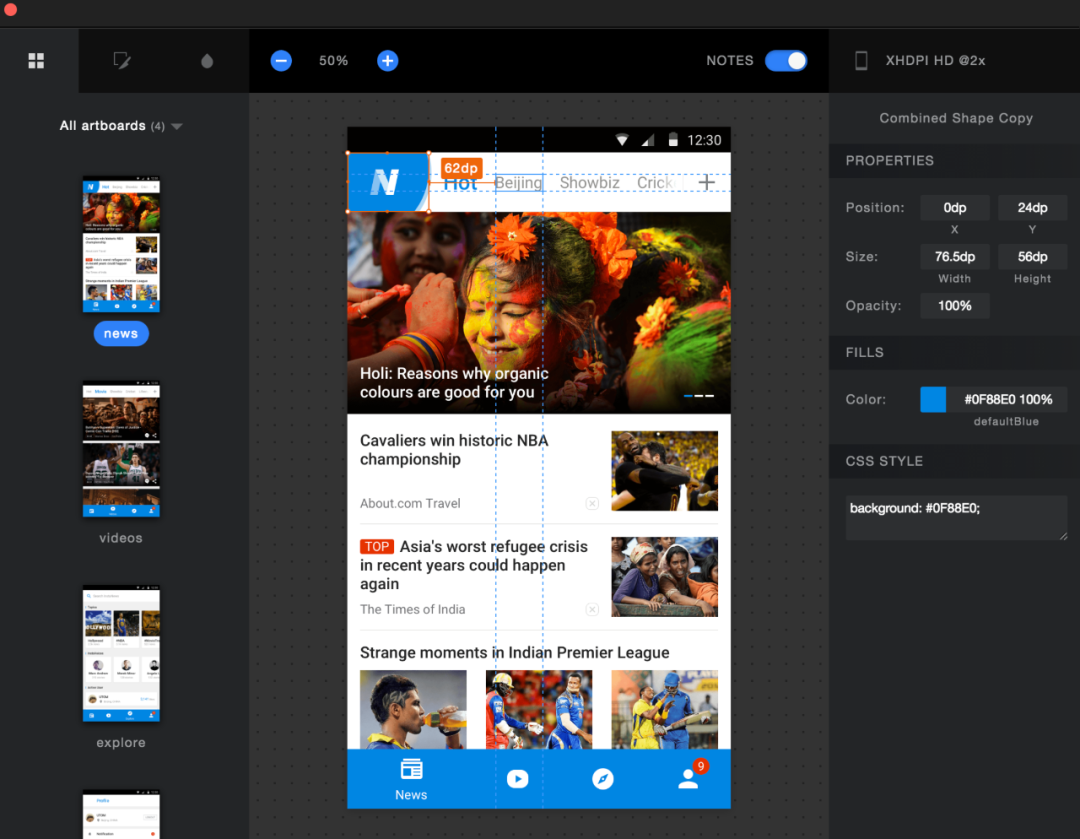 50%
NOTES
XHDPI HD @2x
All artboards (4)
news
videos
explore
12:30
N
62dp
Hot
Beijing
Showbiz
Crick
Holi: Reasons why organic
colours are good for you
Cavaliers win historic NBA
championship
About.com Travel
TOP Asia's worst refugee crisis
in recent years could happen
again
The Times of India
Strange moments in Indian Premier League
News
9
Combined Shape Copy
PROPERTIES
Position: 0dp 24dp
X Y
Size: 76.5dp 56dp
Width Height
Opacity: 100%
FILLS
Color: #0F88E0 100%
defaultBlue
CSS STYLE
background: #0F88E0;